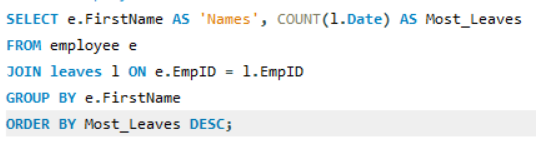 SELECT e.FirstName AS 'Names', COUNT(l.Date) AS Most_Leaves
FROM employee e
JOIN leaves l ON e.EmpID = l.EmpID
GROUP BY e.FirstName
ORDER BY Most_Leaves DESC;